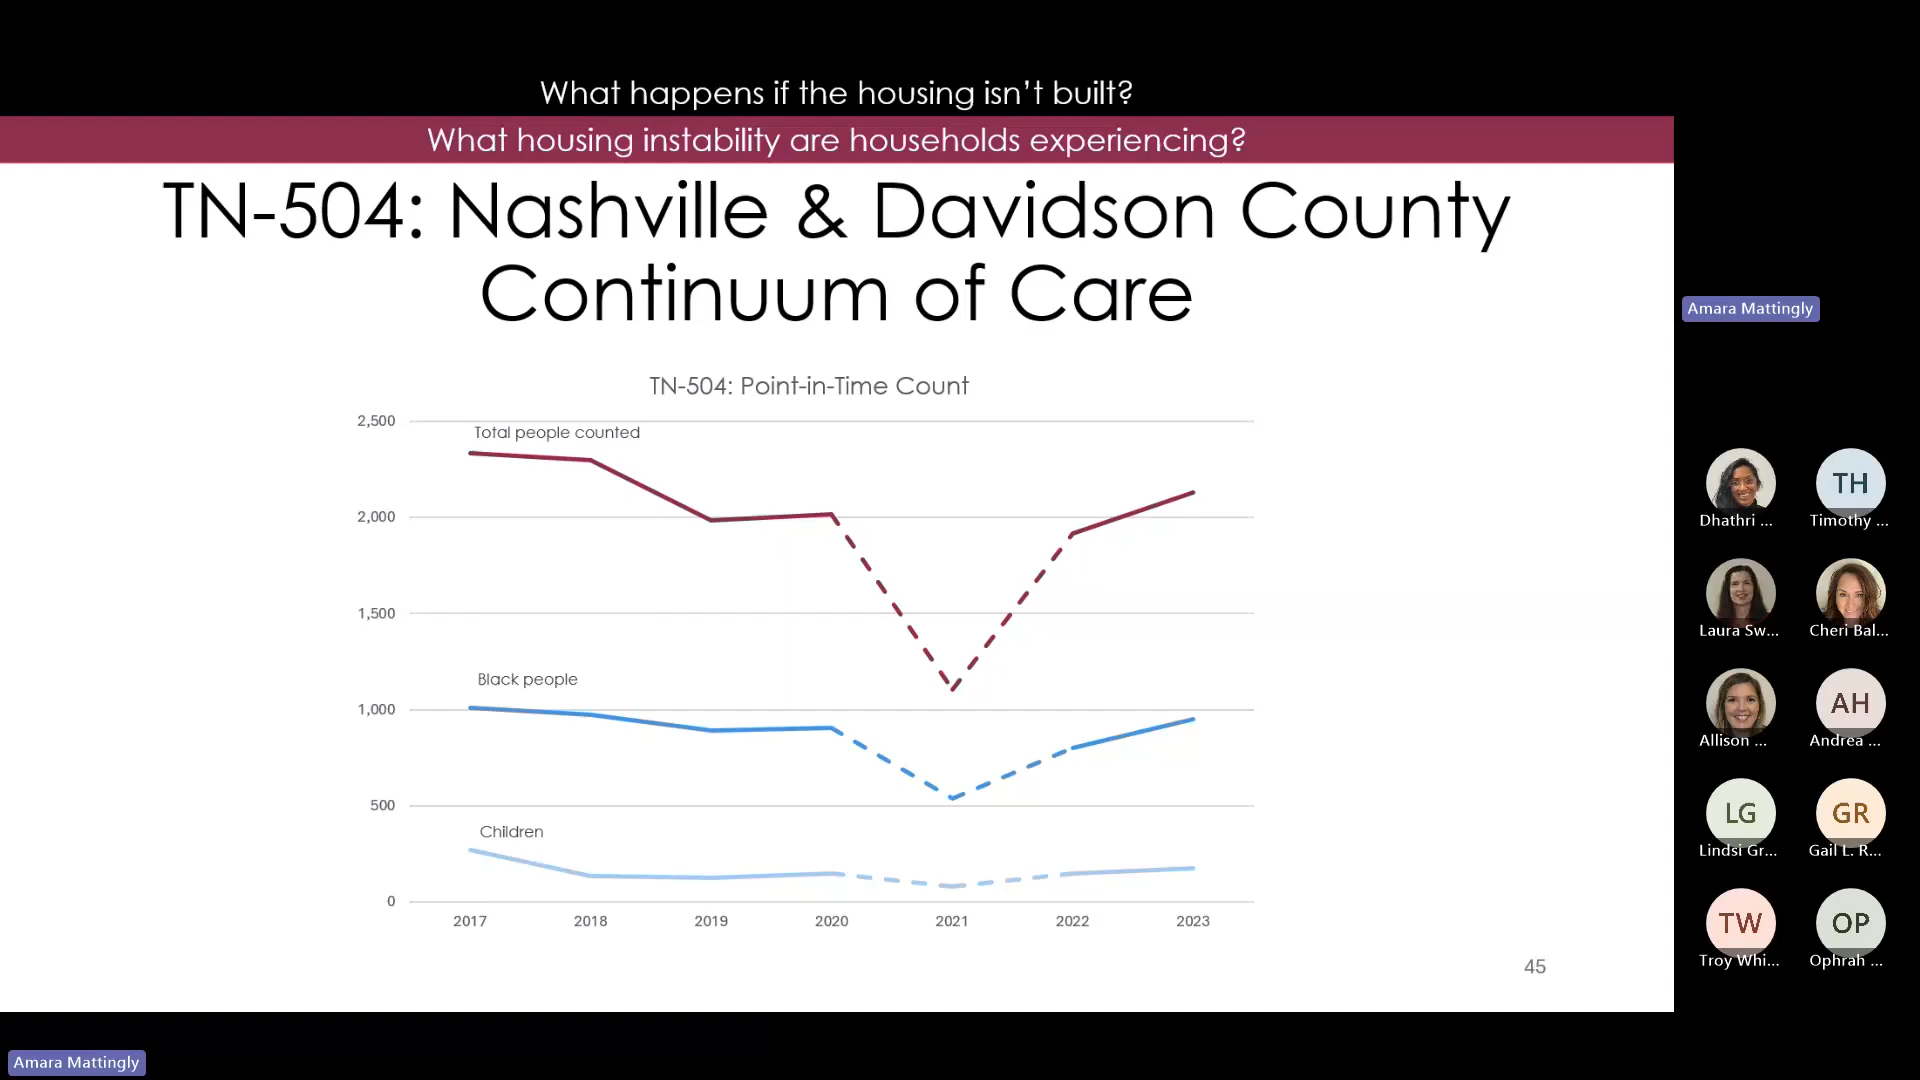 What happens if the housing isn’t built?
What housing instability are households experiencing?
TN-504: Nashville & Davidson County
Continuum of Care
TN-504: Point-in-Time Count
2,500
Total people counted
2,000
1,500
Black people
1,000
500
Children
0
2017 2018 2019 2020 2021 2022 2023
45
Amara Mattingly
Dhathri ...
TH
Timothy ...
Laura Sw...
Cheri Bal...
Allison ...
AH
Andrea ...
LG
Lindsi Gr...
GR
Gail L. R...
TW
Troy Whi...
OP
Ophrah ...
Amara Mattingly